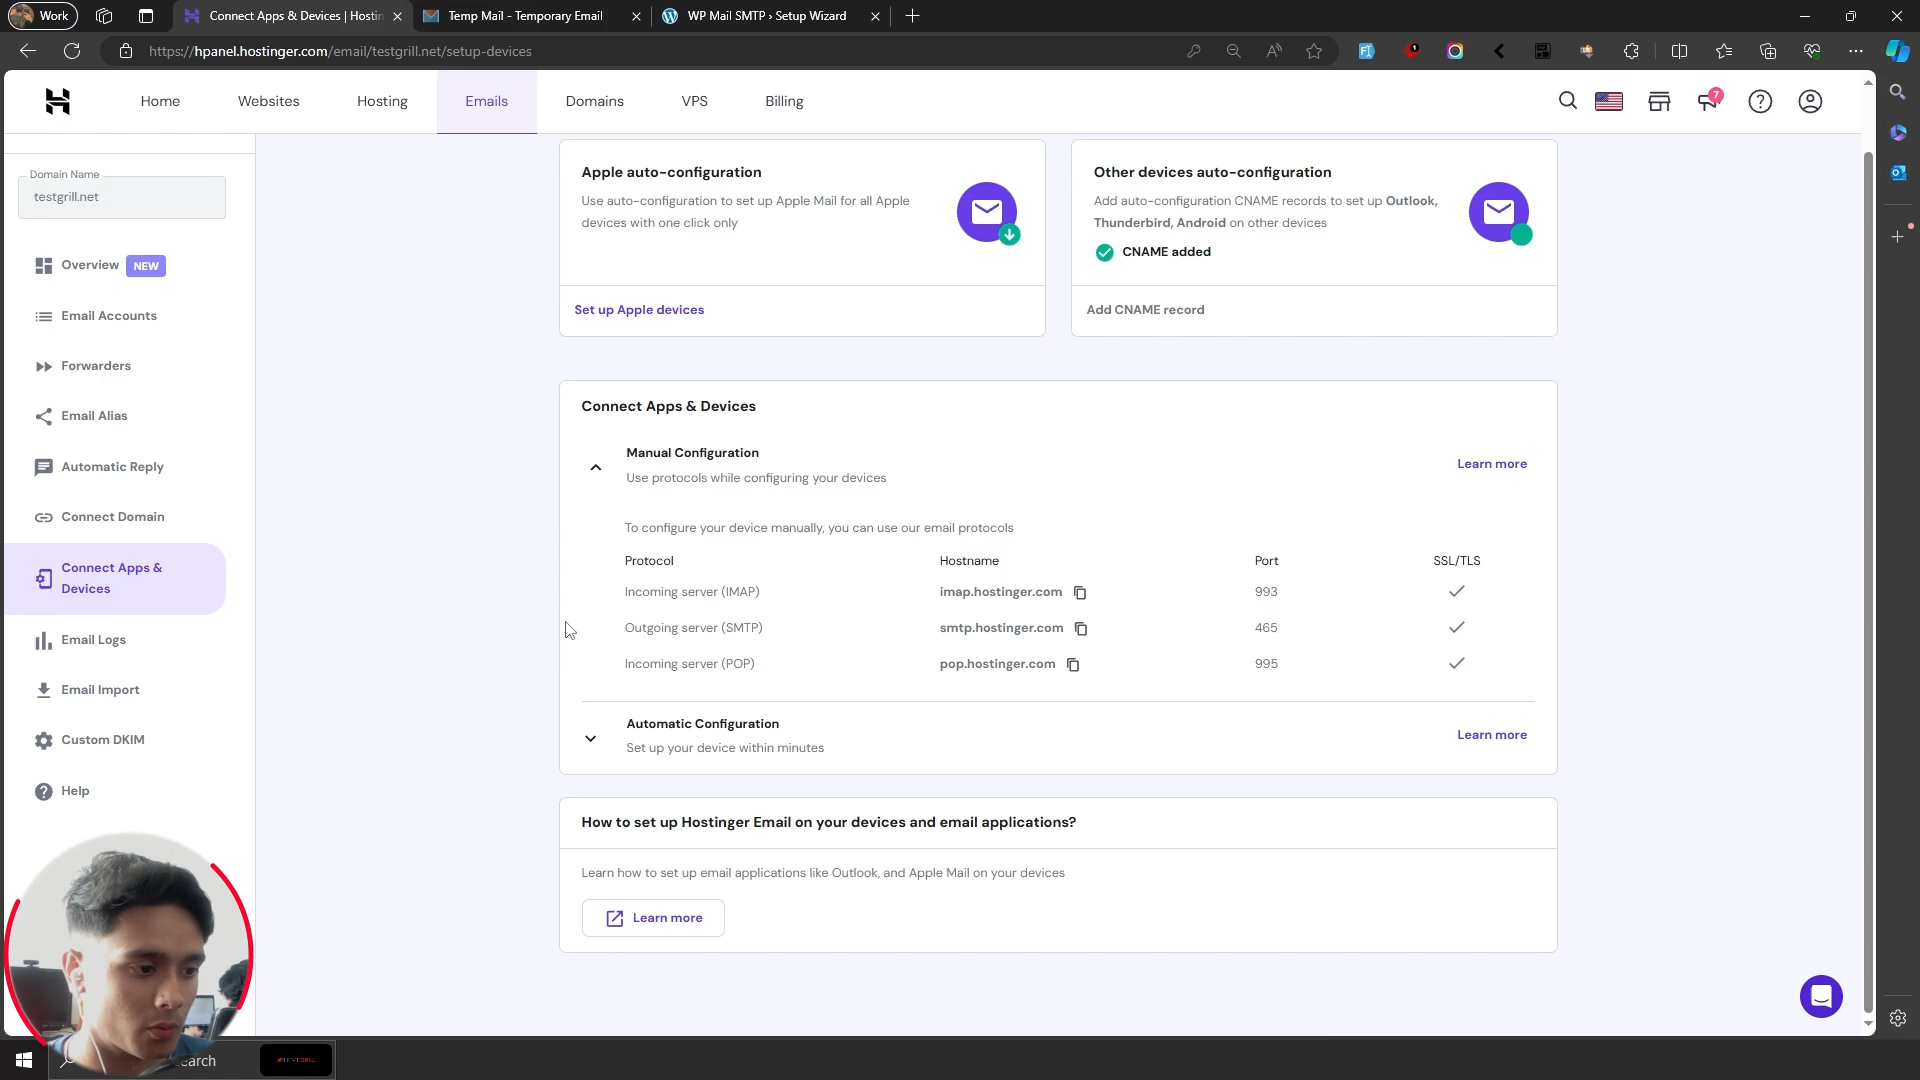 Work
Connect Apps & Devices | Hostin
Temp Mail - Temporary Email
WP Mail SMTP › Setup Wizard
https://hpanel.hostinger.com/email/testgrill.net/setup-devices
1
Home
Websites
Hosting
Emails
Domains
VPS
Billing
7
Domain Name
testgrill.net
Overview NEW
Email Accounts
Forwarders
Email Alias
Automatic Reply
Connect Domain
Connect Apps &
Devices
Email Logs
Email Import
Custom DKIM
Help
Apple auto-configuration
Use auto-configuration to set up Apple Mail for all Apple
devices with one click only
Set up Apple devices
Other devices auto-configuration
Add auto-configuration CNAME records to set up Outlook,
Thunderbird, Android on other devices
CNAME added
Add CNAME record
Connect Apps & Devices
Manual Configuration
Use protocols while configuring your devices
Learn more
To configure your device manually, you can use our email protocols
Protocol Hostname Port SSL/TLS
Incoming server (IMAP) imap.hostinger.com 993
Outgoing server (SMTP) smtp.hostinger.com 465
Incoming server (POP) pop.hostinger.com 995
Automatic Configuration
Set up your device within minutes
Learn more
How to set up Hostinger Email on your devices and email applications?
Learn how to set up email applications like Outlook, and Apple Mail on your devices
Learn more
earch